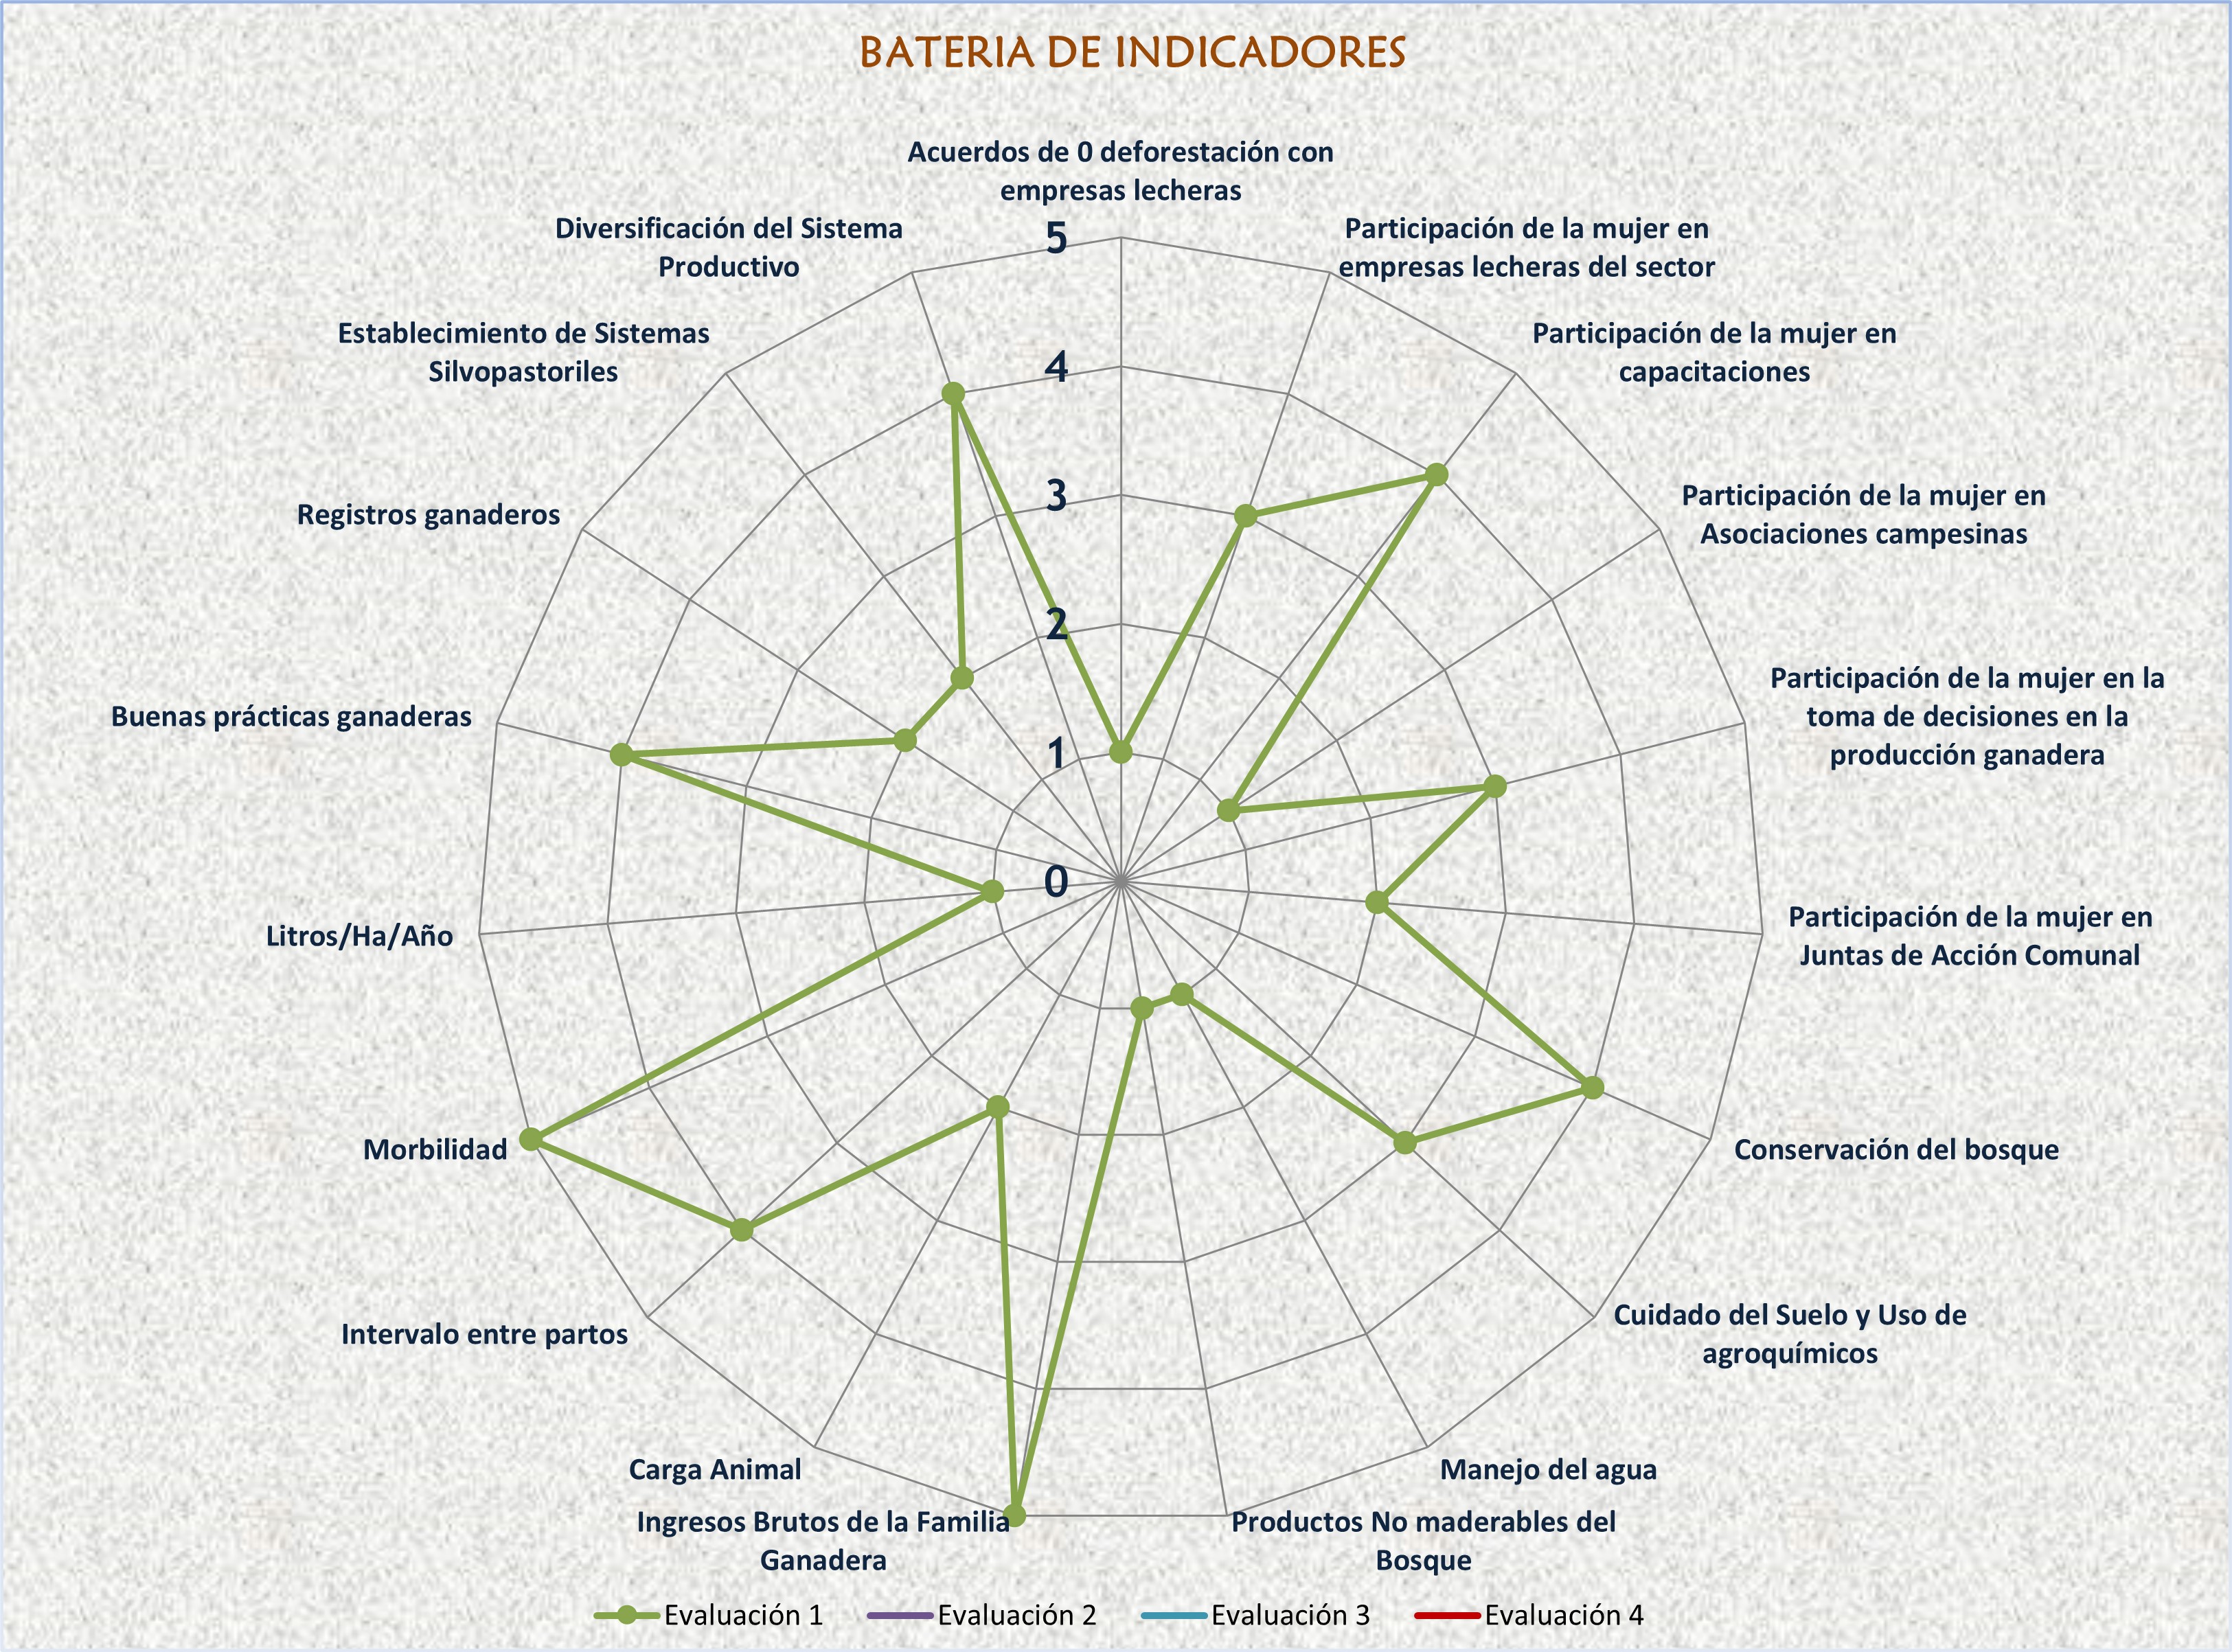 BATERIA DE INDICADORES
Acuerdos de 0 deforestación con
empresas lecheras
Participación de la mujer en
empresas lecheras del sector
Participación de la mujer en
capacitaciones
Participación de la mujer en
Asociaciones campesinas
Participación de la mujer en la
toma de decisiones en la
producción ganadera
Participación de la mujer en
Juntas de Acción Comunal
Conservación del bosque
Cuidado del Suelo y Uso de
agroquímicos
Manejo del agua
Productos No maderables del
Bosque
Ingresos Brutos de la Familia
Ganadera
Carga Animal
Intervalo entre partos
Morbilidad
Litros/Ha/Año
Buenas prácticas ganaderas
Registros ganaderos
Establecimiento de Sistemas
Silvopastoriles
Diversificación del Sistema
Productivo
5
4
3
2
1
0
Evaluación 1
Evaluación 2
Evaluación 3
Evaluación 4